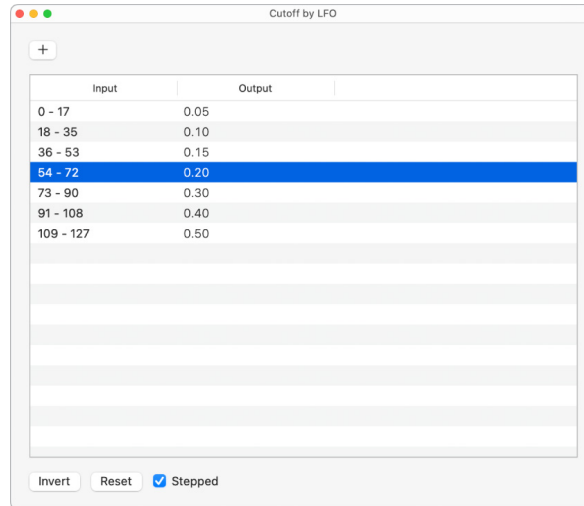 Cutoff by LFO
+
Input Output
0 - 17 0.05
18 - 35 0.10
36 - 53 0.15
54 - 72 0.20
73 - 90 0.30
91 - 108 0.40
109 - 127 0.50
Invert Reset Stepped